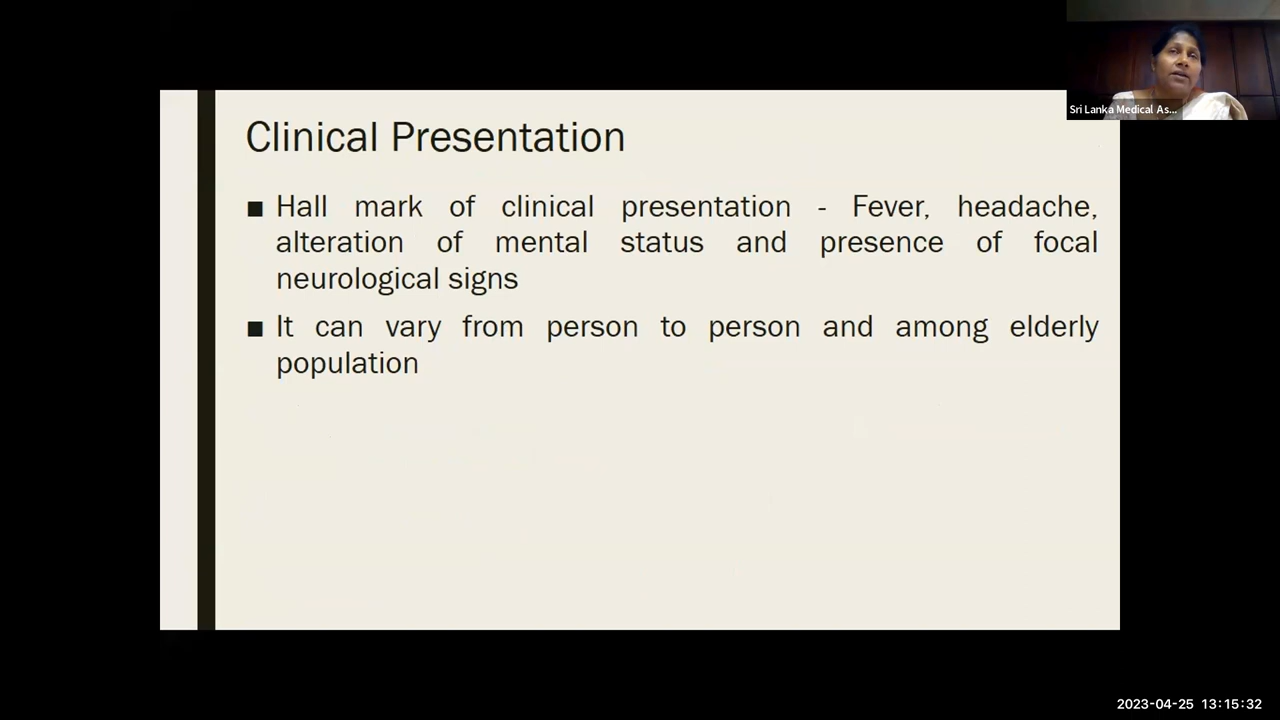 Sri Lanka Medical As...
Clinical Presentation
■ Hall mark of clinical presentation - Fever, headache,
alteration of mental status and presence of focal
neurological signs
■ It can vary from person to person and among elderly
population
2023-04-25 13:15:32